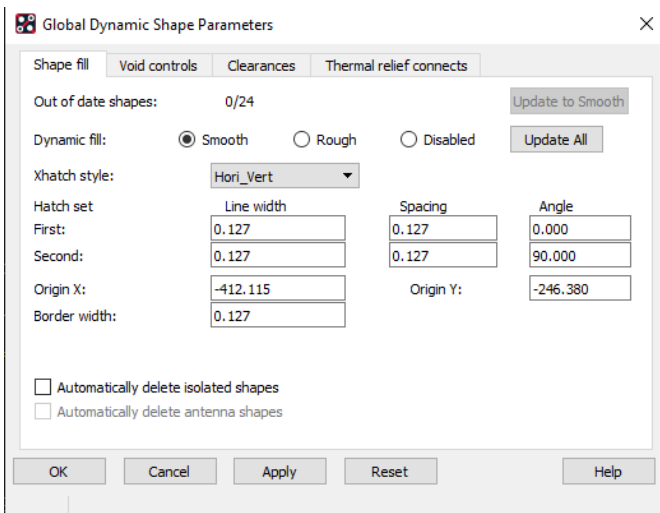 Global Dynamic Shape Parameters
Shape fill Void controls Clearances Thermal relief connects
Out of date shapes: 0/24 Update to Smooth
Dynamic fill: Smooth Rough Disabled Update All
Xhatch style: Hori_Vert
Hatch set Line width Spacing Angle
First: 0.127 0.127 0.000
Second: 0.127 0.127 90.000
Origin X: -412.115 Origin Y: -246.380
Border width: 0.127
Automatically delete isolated shapes
Automatically delete antenna shapes
OK Cancel Apply Reset Help